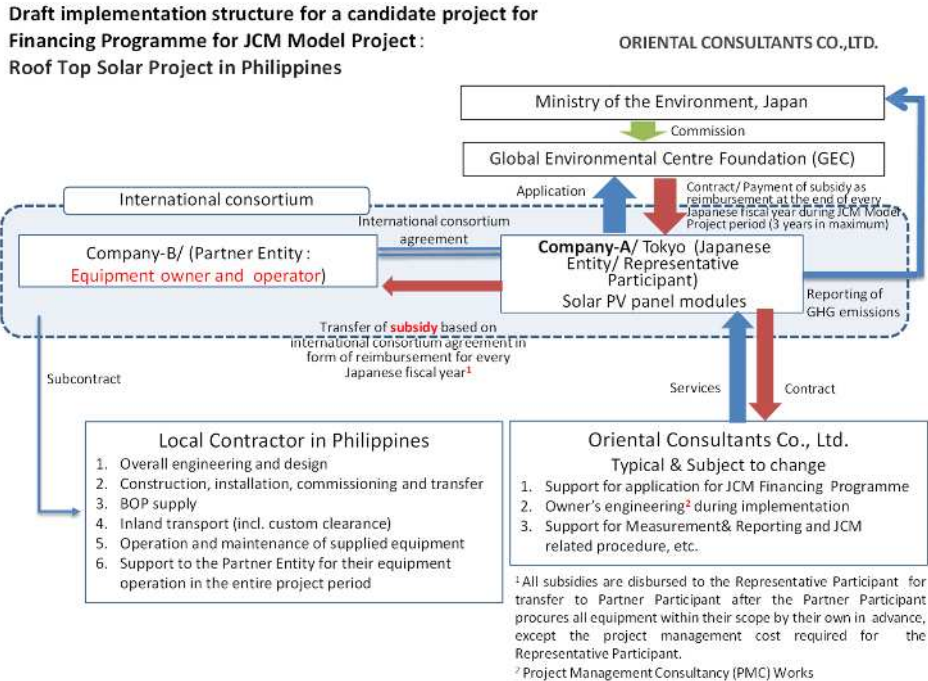 Draft implementation structure for a candidate project for
Financing Programme for JCM Model Project:
Roof Top Solar Project in Philippines
ORIENTAL CONSULTANTS CO.,LTD.
Ministry of the Environment, Japan
Commission
Global Environmental Centre Foundation (GEC)
Application
Contract/ Payment of subsidy as
reimbursement at the end of every
Japanese fiscal year during JCM Model
Project period (3 years in maximum)
International consortium
International consortium
agreement
Company-B/ (Partner Entity :
Equipment owner and operator)
Company-A/ Tokyo (Japanese
Entity/ Representative
Participant)
Solar PV panel modules
Reporting of
GHG emissions
Transfer of subsidy based on
international consortium agreement in
form of reimbursement for every
Japanese fiscal year¹
Subcontract
Services
Contract
Local Contractor in Philippines
1. Overall engineering and design
2. Construction, installation, commissioning and transfer
3. BOP supply
4. Inland transport (incl. custom clearance)
5. Operation and maintenance of supplied equipment
6. Support to the Partner Entity for their equipment
operation in the entire project period
Oriental Consultants Co., Ltd.
Typical & Subject to change
1. Support for application for JCM Financing Programme
2. Owner's engineering² during implementation
3. Support for Measurement& Reporting and JCM
related procedure, etc.
¹ All subsidies are disbursed to the Representative Participant for
transfer to Partner Participant after the Partner Participant
procures all equipment within their scope by their own in advance,
except the project management cost required for the
Representative Participant.
² Project Management Consultancy (PMC) Works